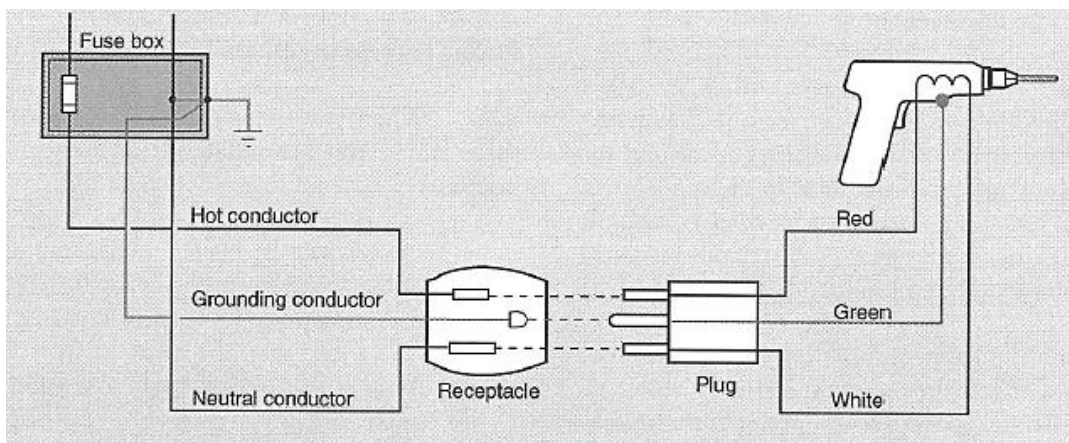 Fuse box
Hot conductor
Red
Grounding conductor
Green
Receptacle
Plug
Neutral conductor
White